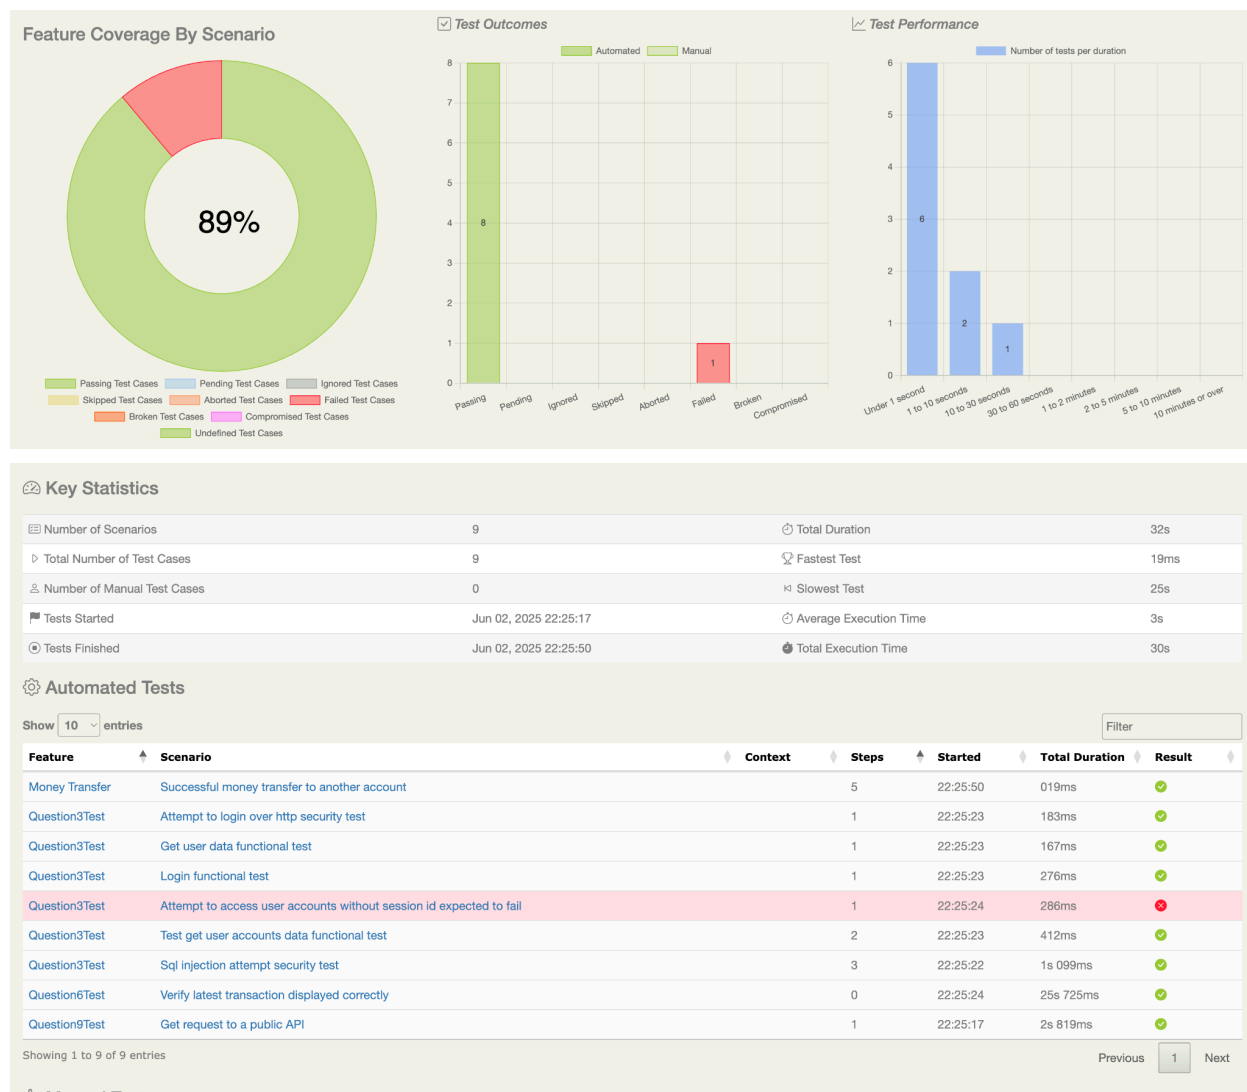 Feature Coverage By Scenario
89%
Passing Test Cases Pending Test Cases Ignored Test Cases
Skipped Test Cases Aborted Test Cases Failed Test Cases
Broken Test Cases Compromised Test Cases
Undefined Test Cases
Test Outcomes
Automated Manual
8
7
6
5
4
3
2
1
0
8
1
Passing Pending Ignored Skipped Aborted Failed Broken Compromised
Test Performance
Number of tests per duration
6
5
4
3
2
1
0
6
2
1
Under 1 second 1 to 10 seconds 10 to 30 seconds 30 to 60 seconds 1 to 2 minutes 2 to 5 minutes 5 to 10 minutes 10 minutes or over
Key Statistics
Number of Scenarios 9 Total Duration 32s
Total Number of Test Cases 9 Fastest Test 19ms
Number of Manual Test Cases 0 Slowest Test 25s
Tests Started Jun 02, 2025 22:25:17 Average Execution Time 3s
Tests Finished Jun 02, 2025 22:25:50 Total Execution Time 30s
Automated Tests
Show 10 entries Filter
Feature Scenario Context Steps Started Total Duration Result
Money Transfer Successful money transfer to another account 5 22:25:50 019ms
Question3Test Attempt to login over http security test 1 22:25:23 183ms
Question3Test Get user data functional test 1 22:25:23 167ms
Question3Test Login functional test 1 22:25:23 276ms
Question3Test Attempt to access user accounts without session id expected to fail 1 22:25:24 286ms
Question3Test Test get user accounts data functional test 2 22:25:23 412ms
Question3Test Sql injection attempt security test 3 22:25:22 1s 099ms
Question6Test Verify latest transaction displayed correctly 0 22:25:24 25s 725ms
Question9Test Get request to a public API 1 22:25:17 2s 819ms
Showing 1 to 9 of 9 entries Previous 1 Next